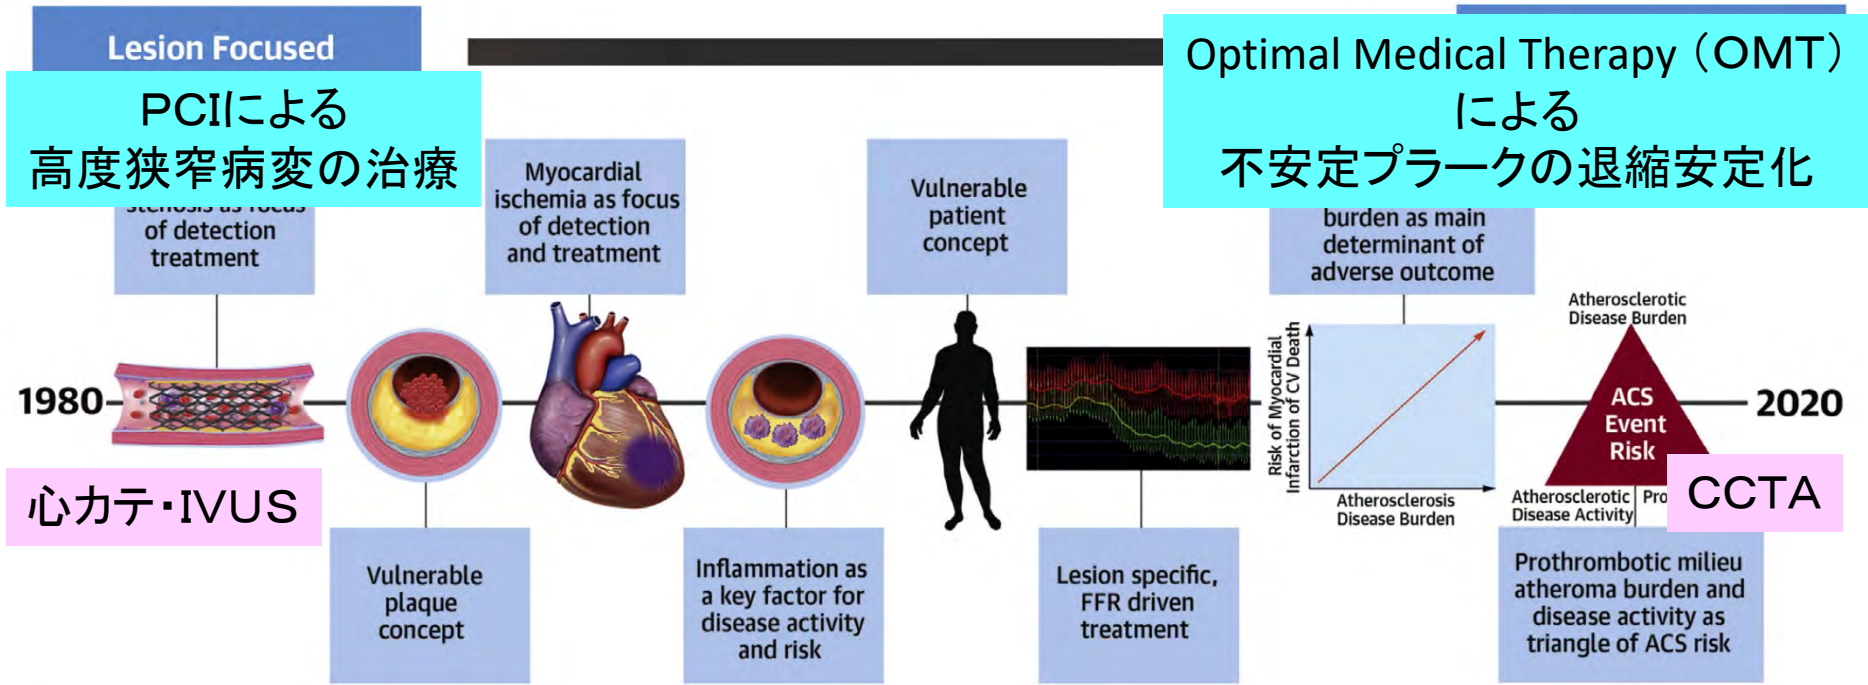 Lesion Focused
PCIによる
高度狭窄病変の治療
Optimal Medical Therapy（OMT）
による
不安定プラークの退縮安定化
stenosis as focus
of detection
treatment
Myocardial
ischemia as focus
of detection
and treatment
Vulnerable
patient
concept
burden as main
determinant of
adverse outcome
1980
2020
Risk of Myocardial
Infarction of CV Death
Atherosclerosis
Disease Burden
Atherosclerotic
Disease Burden
ACS
Event
Risk
Atherosclerotic
Disease Activity
心カテ・IVUS
CCTA
Vulnerable
plaque
concept
Inflammation as
a key factor for
disease activity
and risk
Lesion specific,
FFR driven
treatment
Prothrombotic milieu
atheroma burden and
disease activity as
triangle of ACS risk